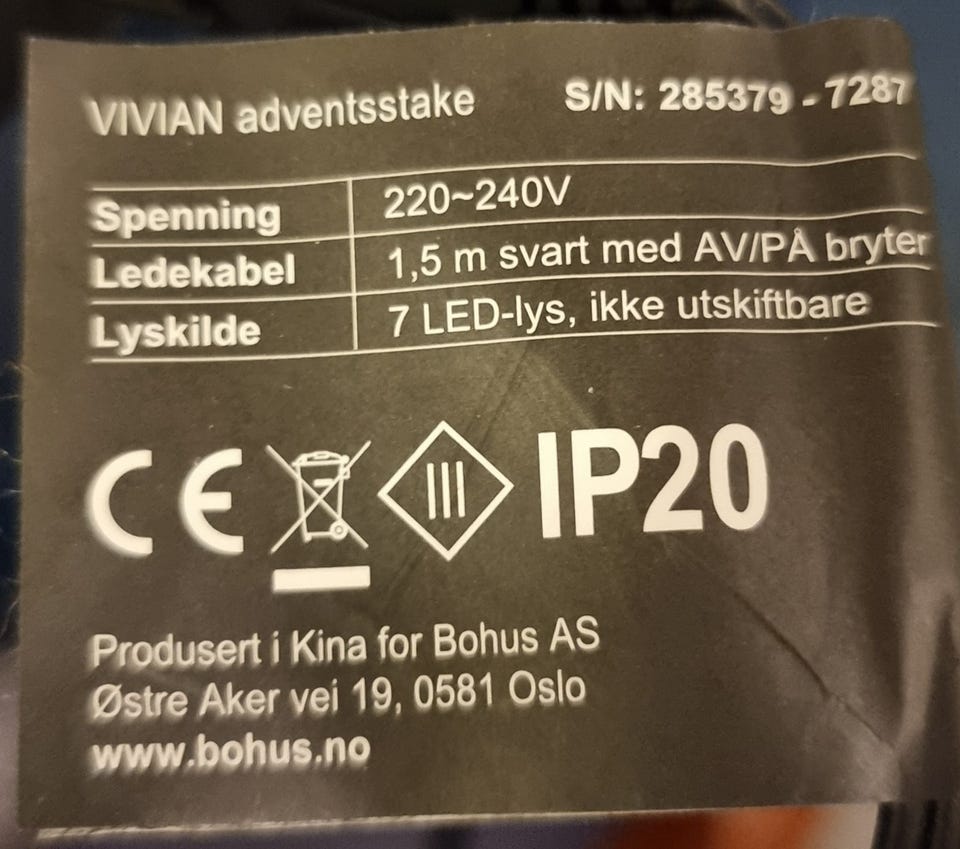 VIVIAN adventsstake S/N: 285379 - 7287
Spenning 220~240V
Ledekabel 1,5 m svart med AV/PÅ bryter
Lyskilde 7 LED-lys, ikke utskiftbare
CE III IP20
Produsert i Kina for Bohus AS
Østre Aker vei 19, 0581 Oslo
www.bohus.no